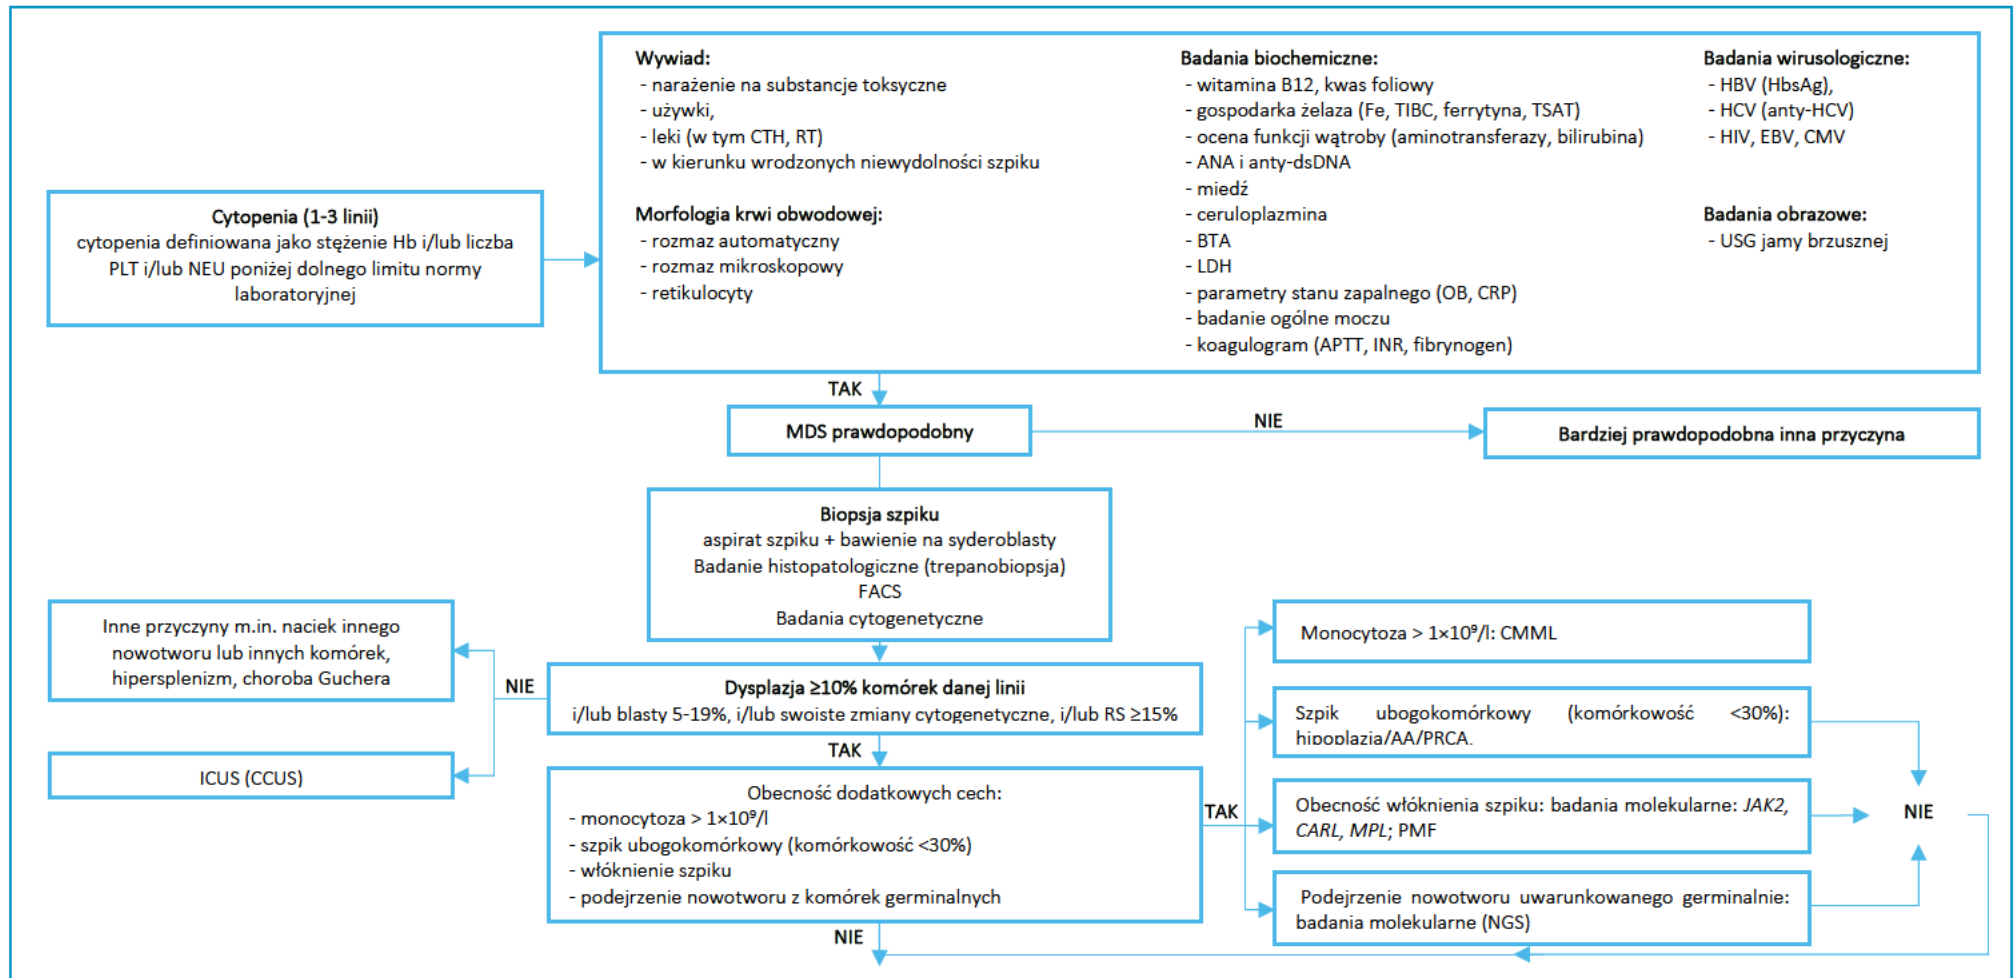 Wywiad:
- narażenie na substancje toksyczne
- używki,
- leki (w tym CTH, RT)
- w kierunku wrodzonych niewydolności szpiku
Morfologia krwi obwodowej:
- rozmaz automatyczny
- rozmaz mikroskopowy
- retikulocyty
Badania biochemiczne:
- witamina B12, kwas foliowy
- gospodarka żelaza (Fe, TIBC, ferrytyna, TSAT)
- ocena funkcji wątroby (aminotransferazy, bilirubina)
- ANA i anty-dsDNA
- miedź
- ceruloplazmina
- BTA
- LDH
- parametry stanu zapalnego (OB, CRP)
- badanie ogólne moczu
- koagulogram (APTT, INR, fibrynogen)
Badania wirusologiczne:
- HBV (HbsAg),
- HCV (anty-HCV)
- HIV, EBV, CMV
Badania obrazowe:
- USG jamy brzusznej
Cytopenia (1-3 linii)
cytopenia definiowana jako stężenie Hb i/lub liczba
PLT i/lub NEU poniżej dolnego limitu normy
laboratoryjnej
TAK
MDS prawdopodobny
NIE
Bardziej prawdopodobna inna przyczyna
Biopsja szpiku
aspirat szpiku + bawienie na syderoblasty
Badanie histopatologiczne (trepanobiopsja)
FACS
Badania cytogenetyczne
Inne przyczyny m.in. naciek innego
nowotworu lub innych komórek,
hipersplenizm, choroba Guchera
NIE
Dysplazja ≥10% komórek danej linii
i/lub blasty 5-19%, i/lub swoiste zmiany cytogenetyczne, i/lub RS ≥15%
ICUS (CCUS)
TAK
Obecność dodatkowych cech:
- monocytoza > 1×10⁹/l
- szpik ubogokomórkowy (komórkowość <30%)
- włóknienie szpiku
- podejrzenie nowotworu z komórek germinalnych
TAK
Monocytoza > 1×10⁹/l: CMML
Szpik ubogokomórkowy (komórkowość <30%):
hipoplazja/AA/PRCA.
Obecność włóknienia szpiku: badania molekularne: JAK2,
CARL, MPL; PMF
Podejrzenie nowotworu uwarunkowanego germinalnie:
badania molekularne (NGS)
NIE
NIE